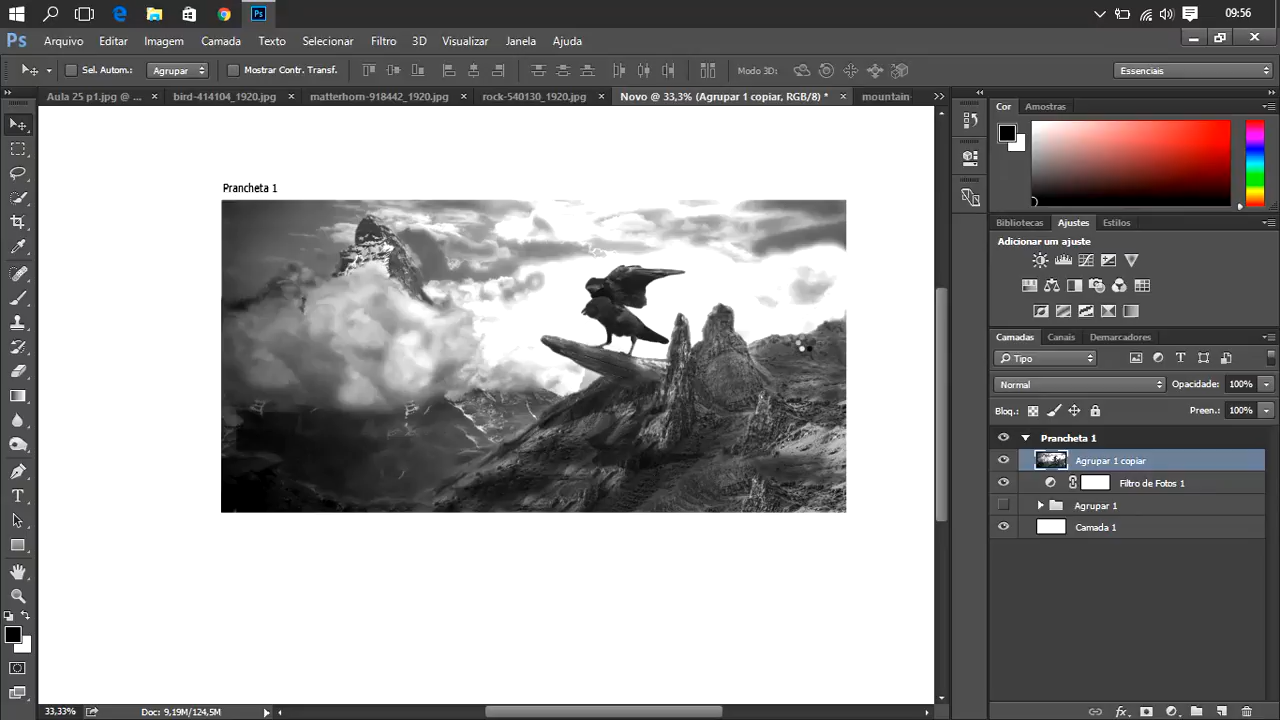 09:56
Ps Arquivo Editar Imagem Camada Texto Selecionar Filtro 3D Visualizar Janela Ajuda
Sel. Autom.: Agrupar Mostrar Contr. Transf. Modo 3D: Essenciais
Aula 25 p1.jpg @ ... × bird-414104_1920.jpg × matterhorn-918442_1920.jpg × rock-540130_1920.jpg × Novo @ 33,3% (Agrupar 1 copiar, RGB/8) * × mountain-
Cor Amostras
Prancheta 1
Bibliotecas Ajustes Estilos
Adicionar um ajuste
Camadas Canais Demarcadores
Tipo
Normal Opacidade: 100%
Bloq.: Preen.: 100%
Prancheta 1
Agrupar 1 copiar
Filtro de Fotos 1
Agrupar 1
Camada 1
33,33% Doc: 9,19M/124,5M